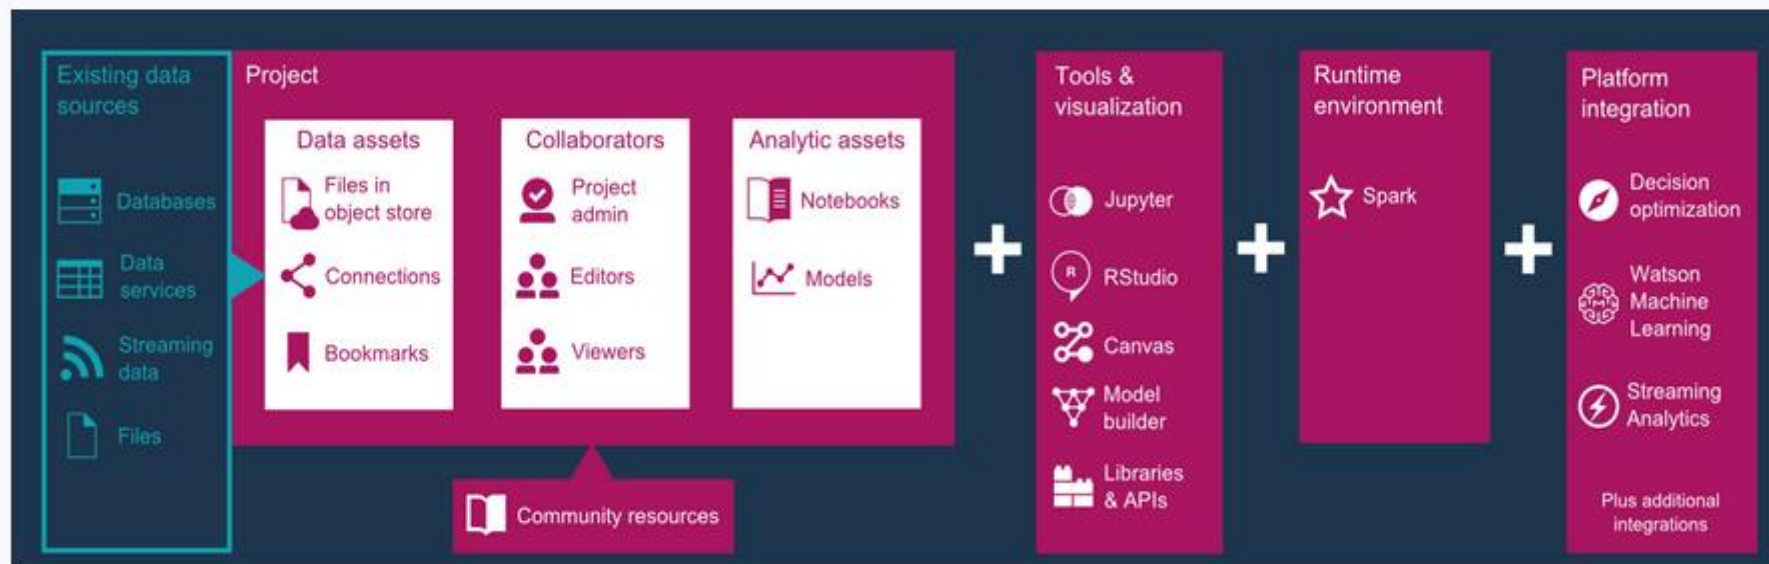 Existing data
sources
Databases
Data
services
Streaming
data
Files
Project
Data assets
Files in
object store
Connections
Bookmarks
Collaborators
Project
admin
Editors
Viewers
Analytic assets
Notebooks
Models
Community resources
Tools &
visualization
Jupyter
R
RStudio
Canvas
Model
builder
Libraries
& APIs
Runtime
environment
Spark
Platform
integration
Decision
optimization
Watson
Machine
Learning
Streaming
Analytics
Plus additional
integrations